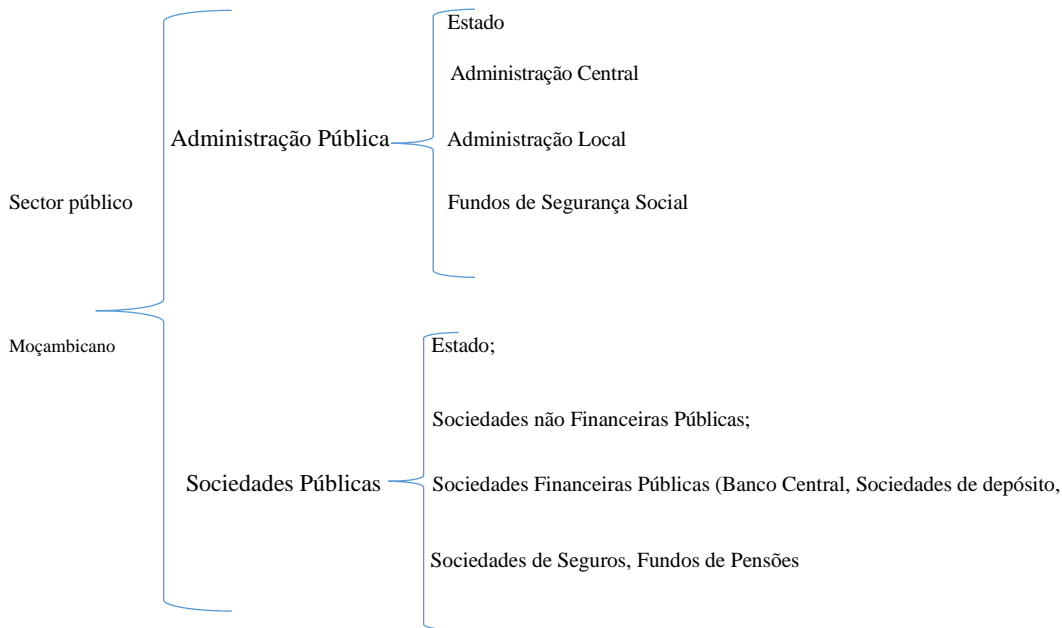 Estado
Administração Central
Administração Pública
Administração Local
Sector público
Fundos de Segurança Social
Moçambicano
Estado;
Sociedades não Financeiras Públicas;
Sociedades Públicas
Sociedades Financeiras Públicas (Banco Central, Sociedades de depósito,
Sociedades de Seguros, Fundos de Pensões